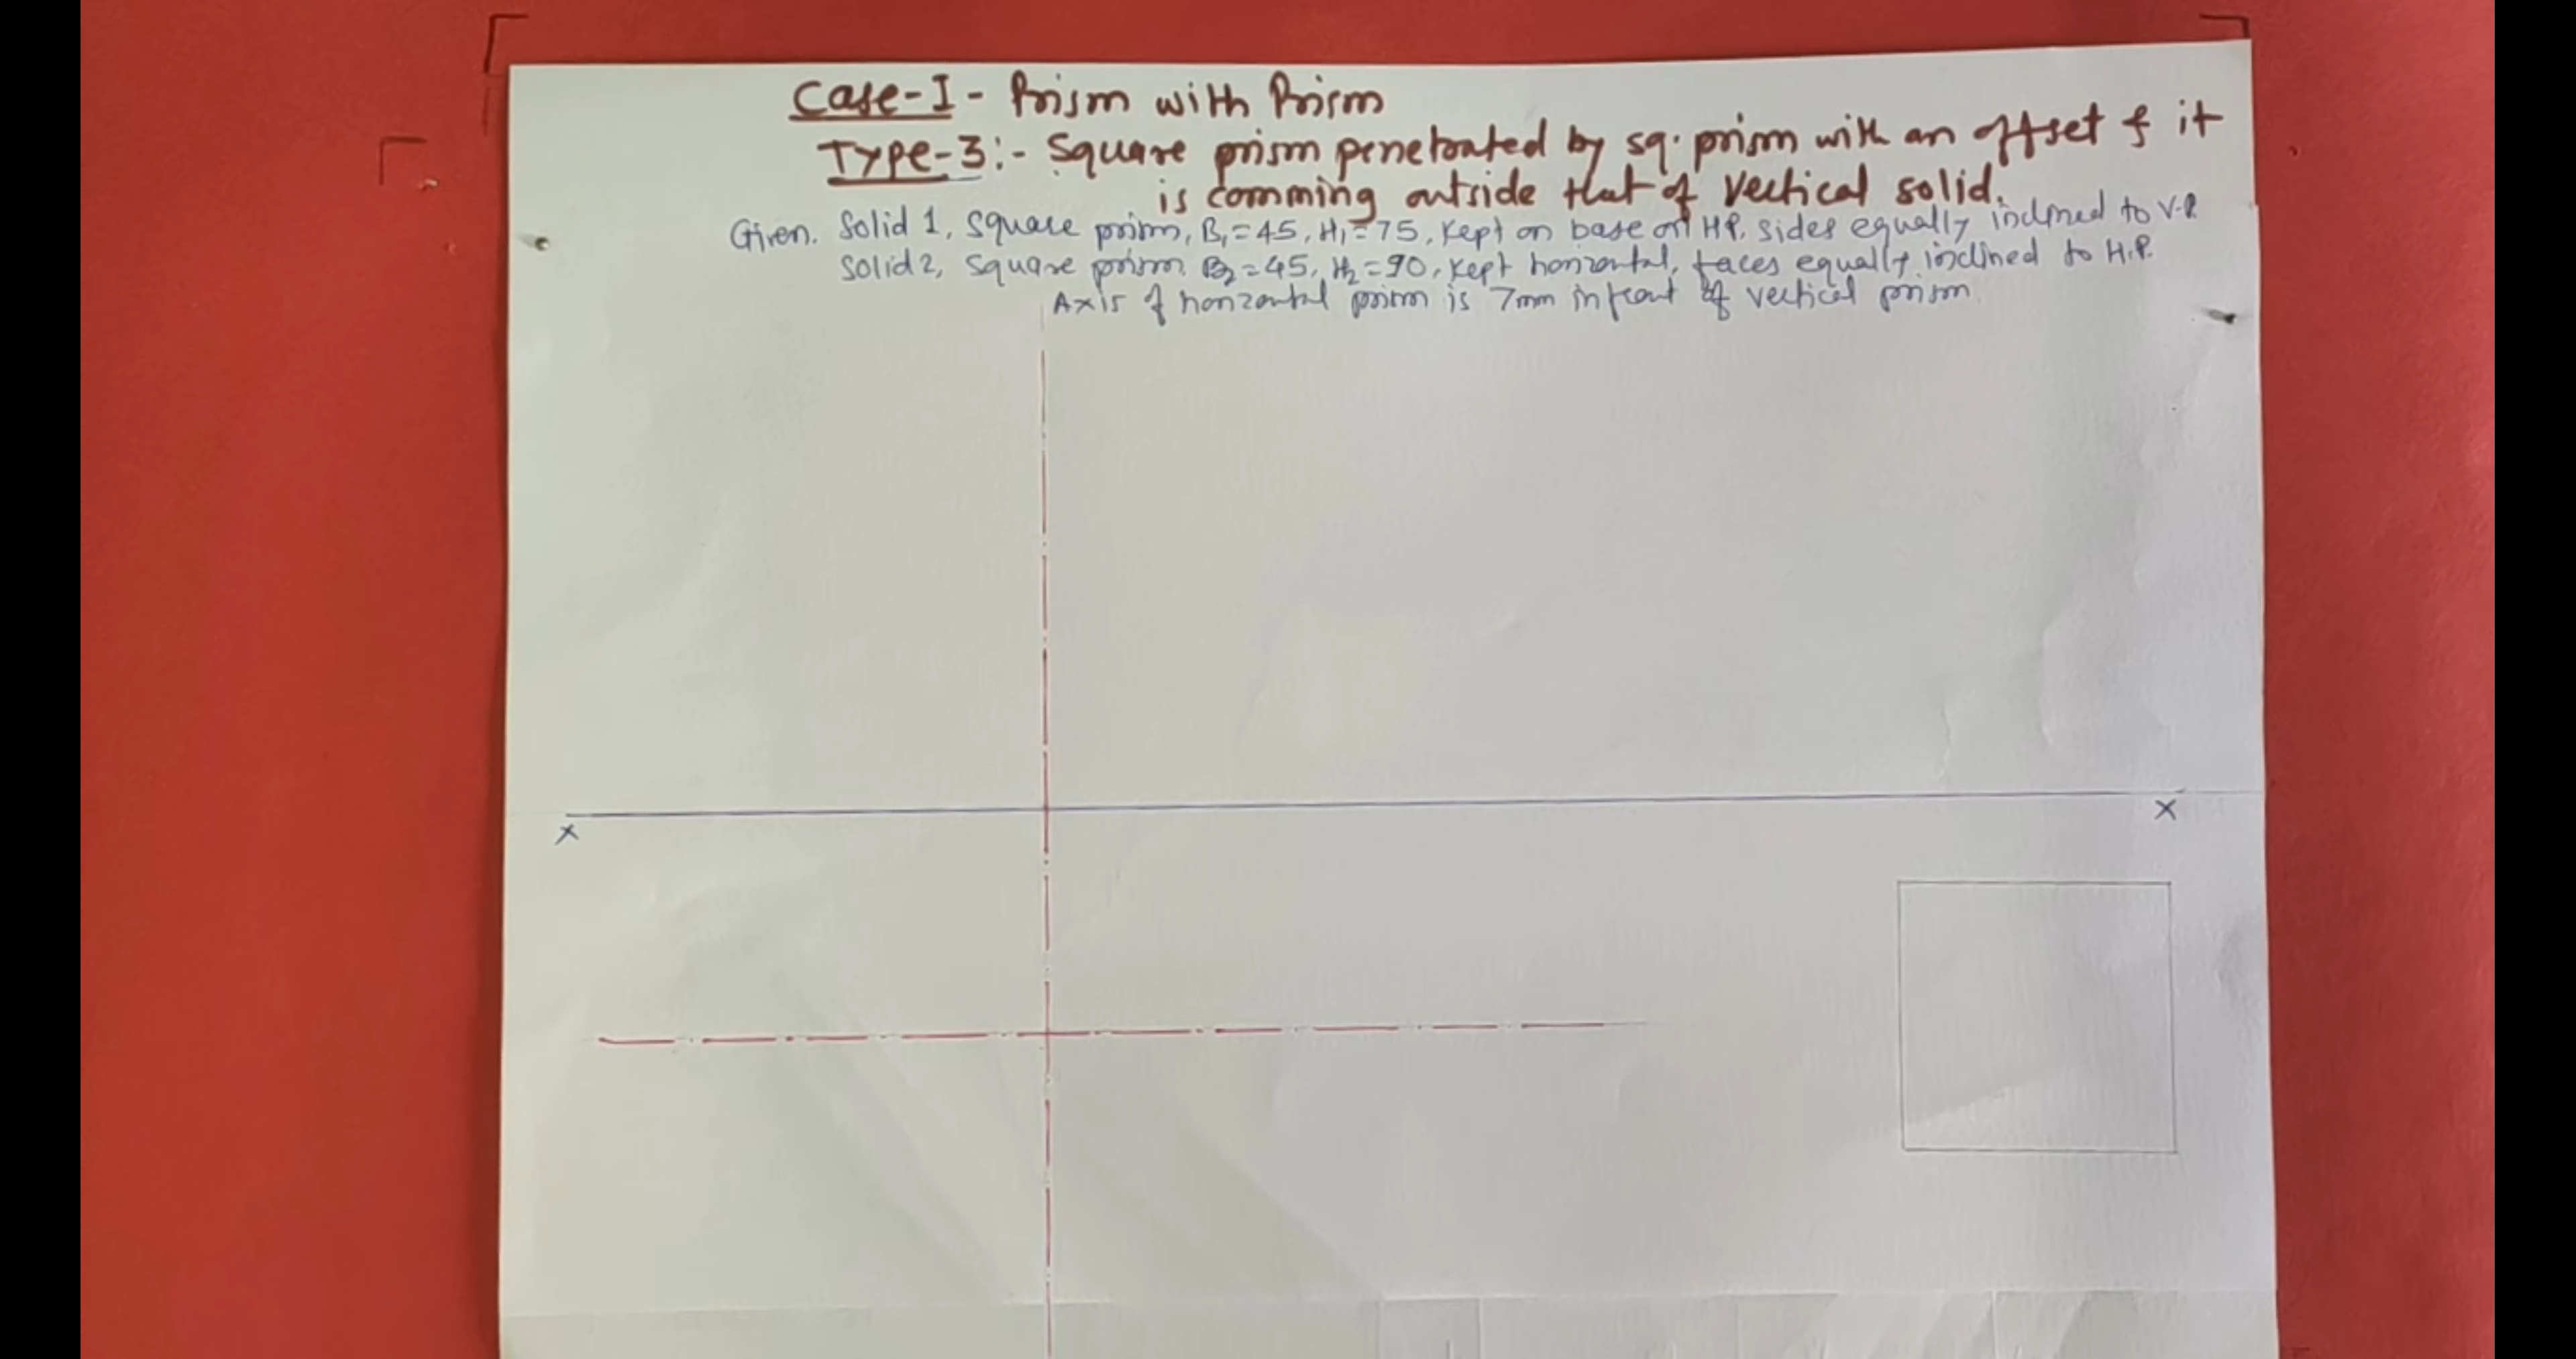 Case-I - Prism with Prism
Type-3:- Square prism penetrated by sq. prism with an offset & it
is comming outside that of Vertical solid.
Given. Solid 1, square prism, B₁=45, H₁=75, kept on base on HP. sides equally inclined to V.P.
Solid 2, square prism B₂=45, H₂=90, kept horizontal, faces equally inclined to H.P.
Axis of horizontal prism is 7mm in front of vertical prism.
X X